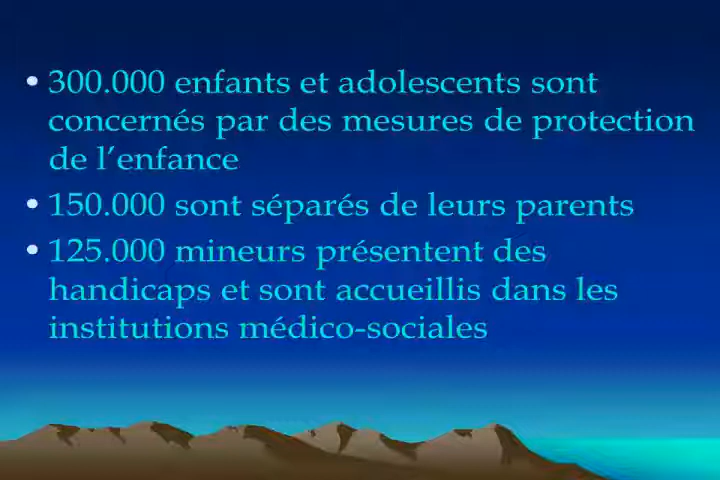 • 300.000 enfants et adolescents sont
concernés par des mesures de protection
de l’enfance
• 150.000 sont séparés de leurs parents
• 125.000 mineurs présentent des
handicaps et sont accueillis dans les
institutions médico-sociales